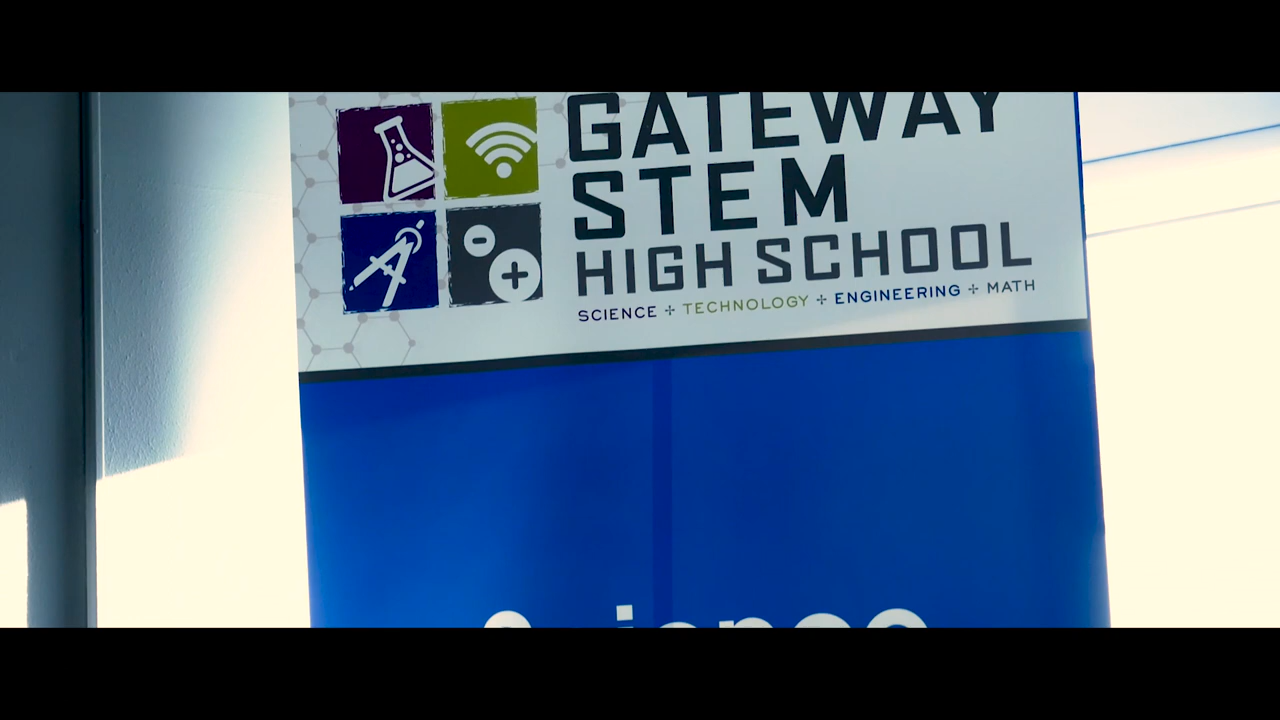 GATEWAY
STEM
HIGH SCHOOL
SCIENCE ÷ TECHNOLOGY ÷ ENGINEERING ÷ MATH